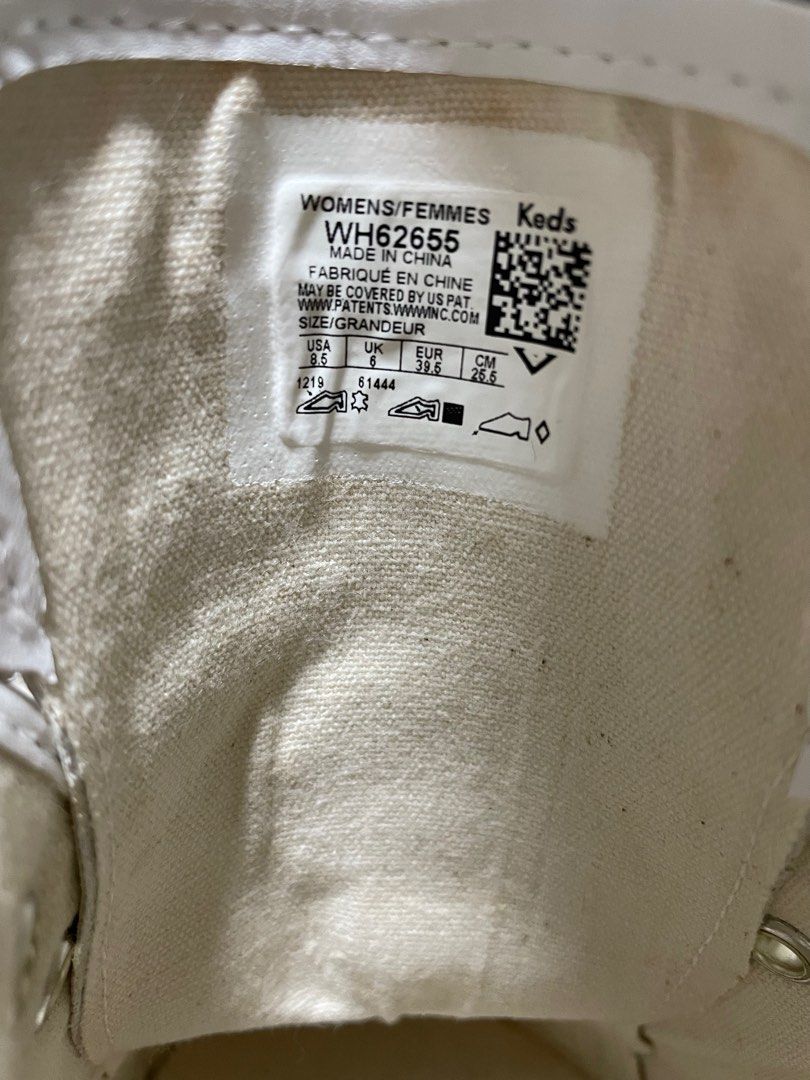 WOMENS/FEMMES Keds
WH62655
MADE IN CHINA
FABRIQUÉ EN CHINE
MAY BE COVERED BY US PAT.
WWW.PATENTS.WWWINC.COM
SIZE/GRANDEUR
USA UK EUR CM
8.5 6 39.5 25.5
1219 61444